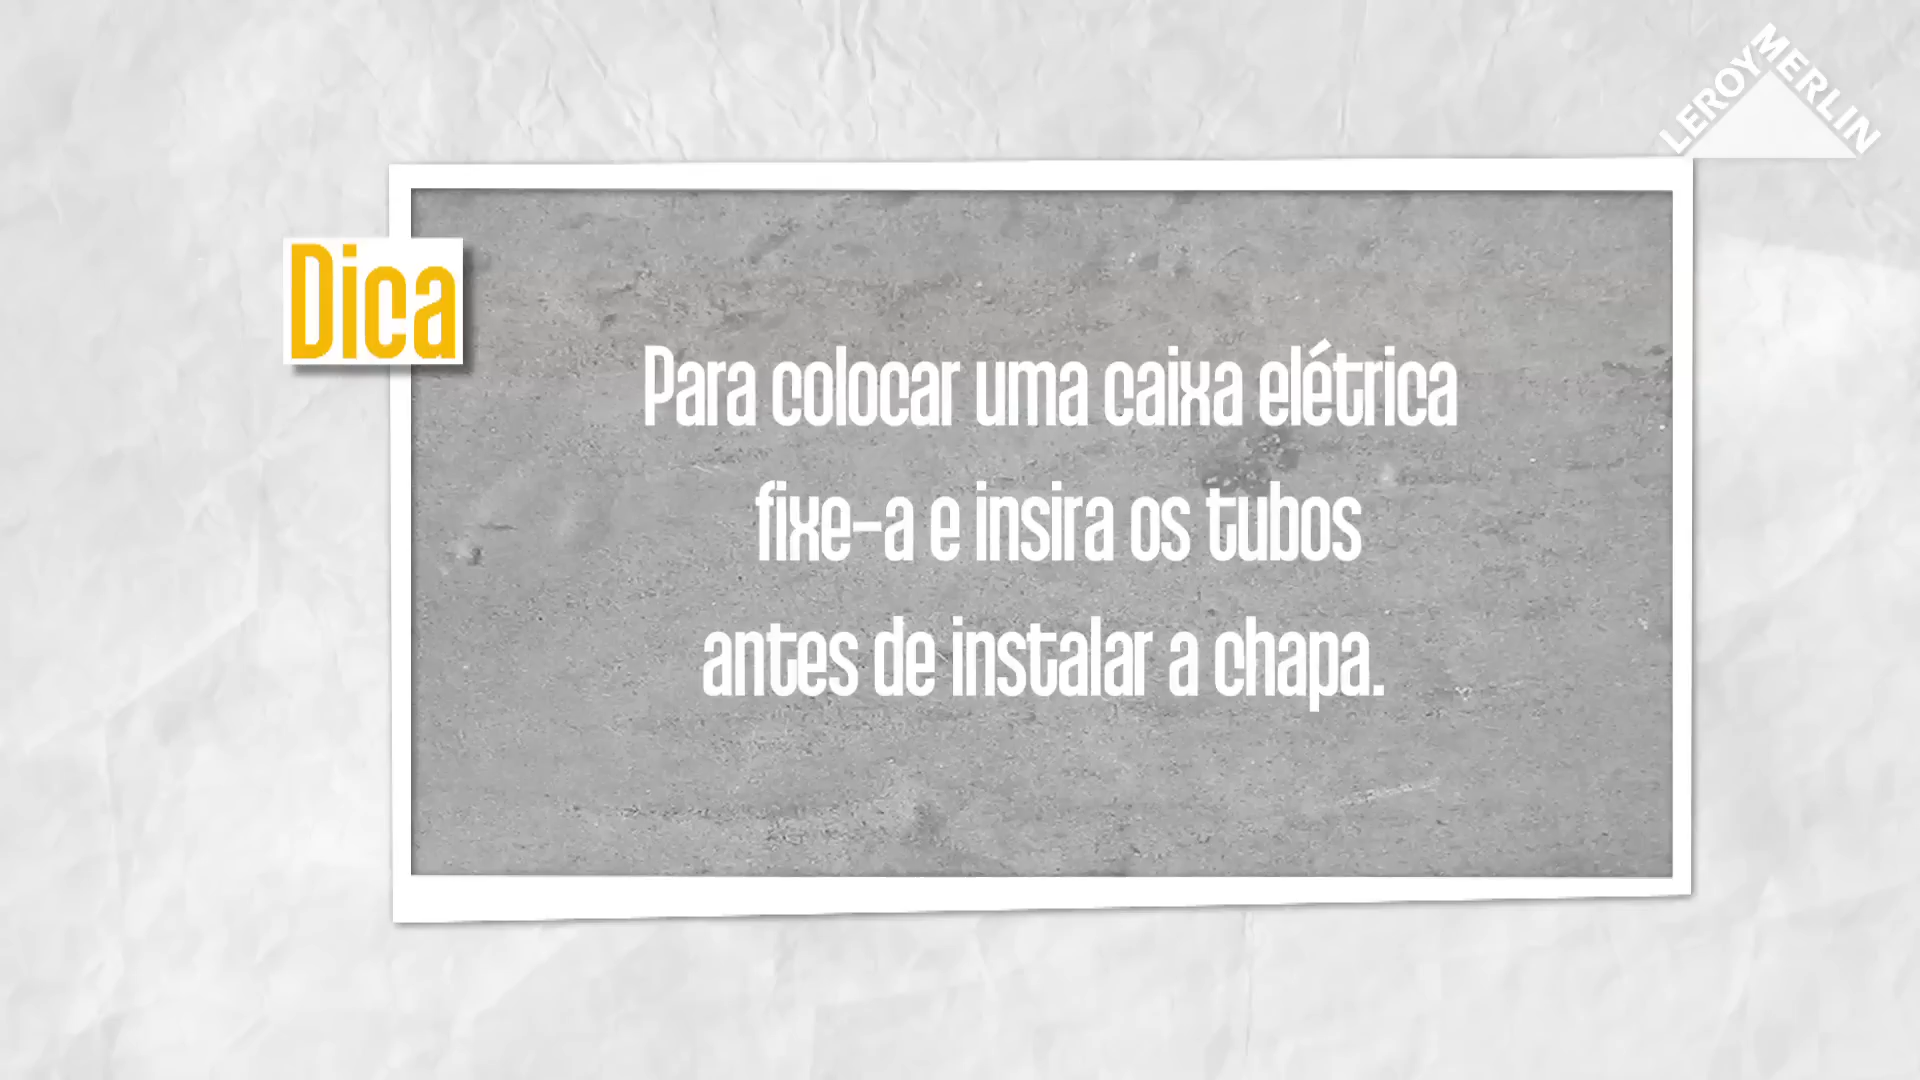 LEROY MERLIN
Dica
Para colocar uma caixa elétrica
fixe-a e insira os tubos
antes de instalar a chapa.